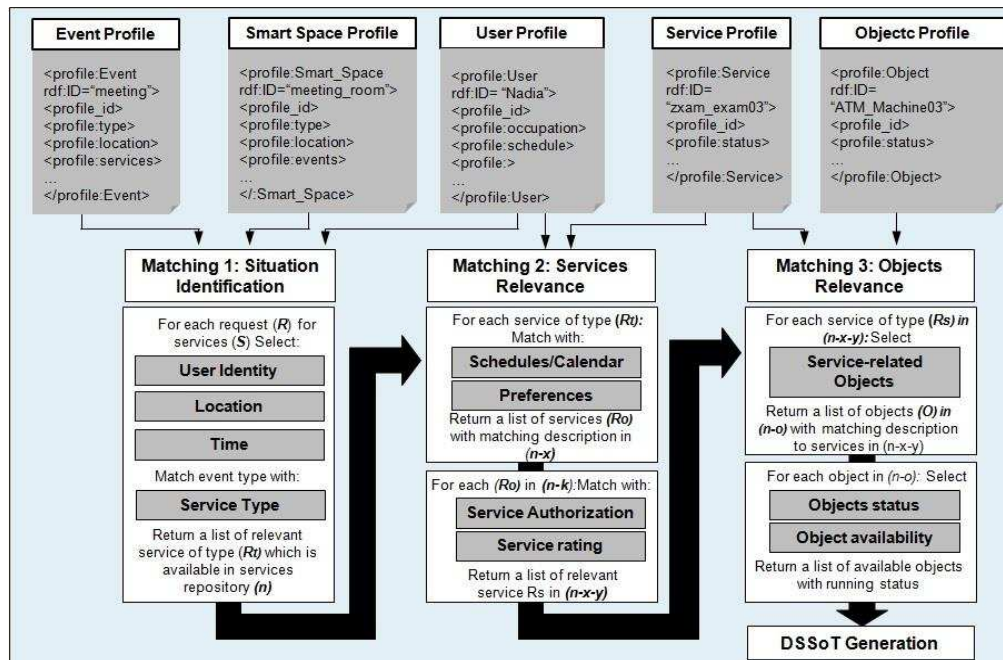 Event Profile
<profile:Event
rdf:ID="meeting">
<profile_id>
<profile:type>
<profile:location>
<profile:services>
...
</profile:Event>
Smart Space Profile
<profile:Smart_Space
rdf:ID="meeting_room">
<profile_id>
<profile:type>
<profile:location>
<profile:events>
...
</:Smart_Space>
User Profile
<profile:User
rdf:ID= "Nadia">
<profile_id>
<profile:occupation>
<profile:schedule>
<profile:>
...
</profile:User>
Service Profile
<profile:Service
rdf:ID=
"zxam_exam03">
<profile_id>
<profile:status>
...
</profile:Service>
Objectc Profile
<profile:Object
rdf:ID=
"ATM_Machine03">
<profile_id>
<profile:status>
...
</profile:Object>
Matching 1: Situation
Identification
For each request (R) for
services (S) Select:
User Identity
Location
Time
Match event type with:
Service Type
Return a list of relevant
service of type (Rt) which is
available in services
repository (n)
Matching 2: Services
Relevance
For each service of type (Rt):
Match with:
Schedules/Calendar
Preferences
Return a list of services (Ro)
with matching description in
(n-x)
For each (Ro) in (n-k):Match with:
Service Authorization
Service rating
Return a list of relevant
service Rs in (n-x-y)
Matching 3: Objects
Relevance
For each service of type (Rs) in
(n-x-y): Select
Service-related
Objects
Return a list of objects (O) in
(n-o) with matching description
to services in (n-x-y)
For each object in (n-o): Select
Objects status
Object availability
Return a list of available objects
with running status
DSSoT Generation